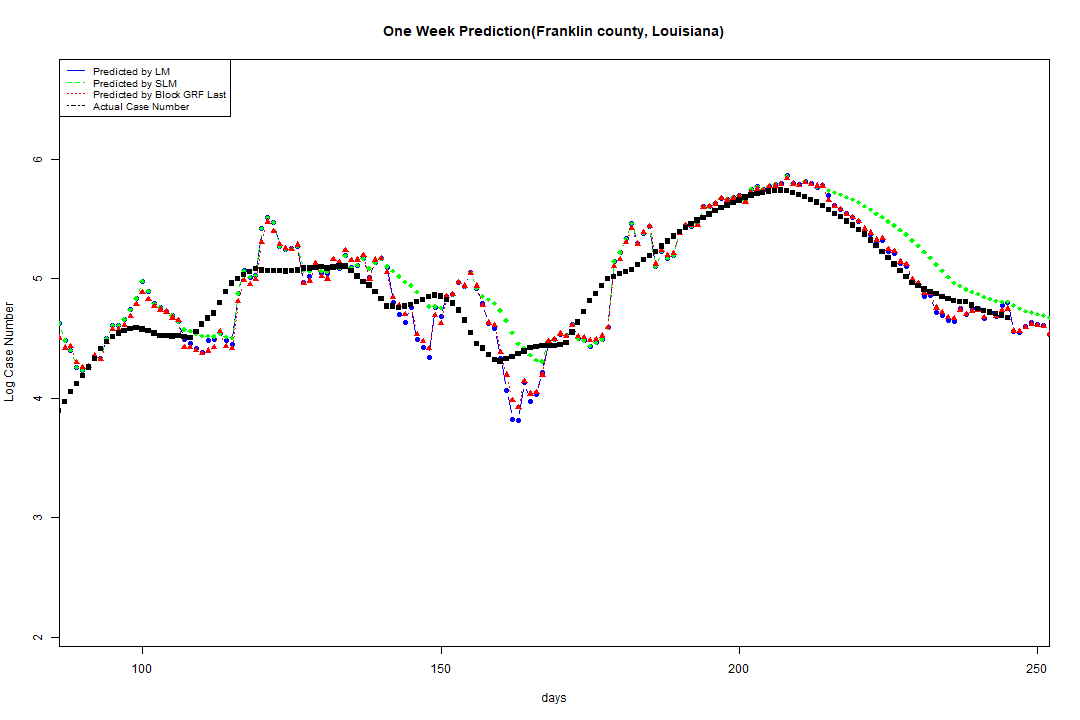 One Week Prediction(Franklin county, Louisiana)
Predicted by LM
Predicted by SLM
Predicted by Block GRF Last
Actual Case Number
6
5
4
3
2
Log Case Number
100
150
200
250
days